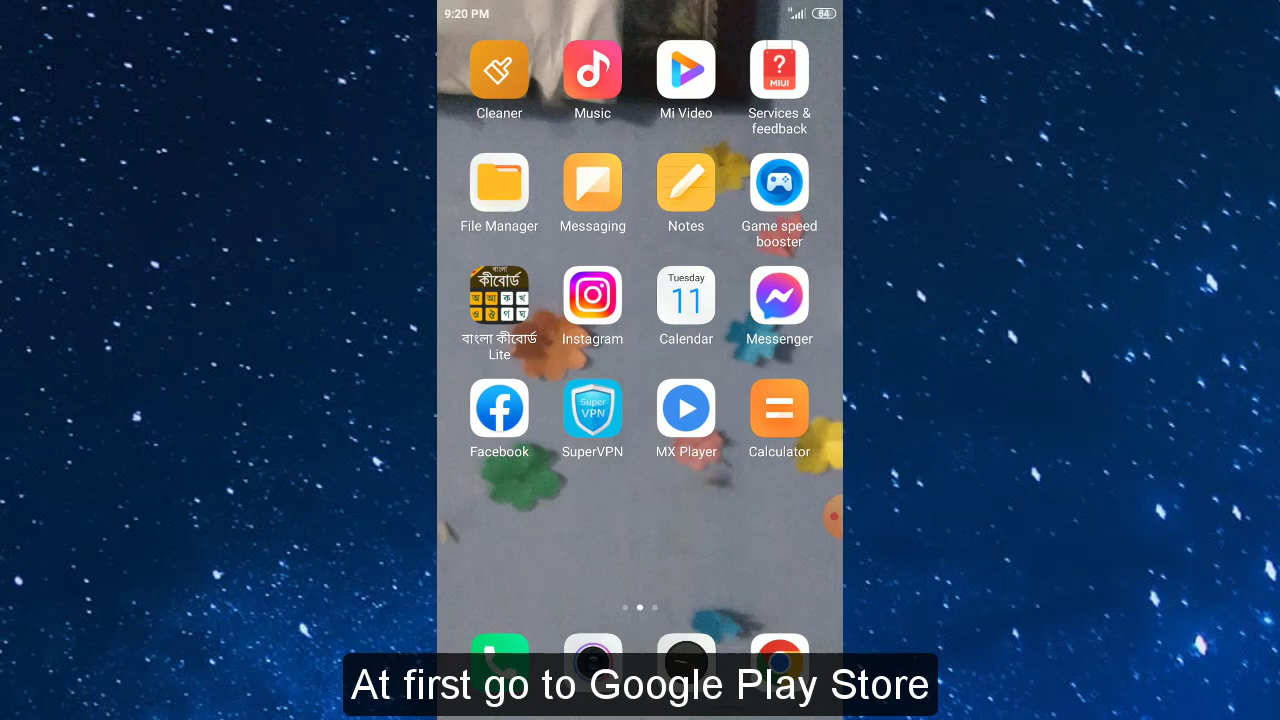 9:20 PM
H
84
Cleaner
Music
Mi Video
?
MIUI
Services &
feedback
File Manager
Messaging
Notes
Game speed
booster
বাংলা
কীবোর্ড
অ আ ক খ
ও ঐ গ ঘ
বাংলা কীবোর্ড
Lite
Instagram
Tuesday
11
Calendar
Messenger
Facebook
Super
VPN
SuperVPN
MX Player
Calculator
At first go to Google Play Store